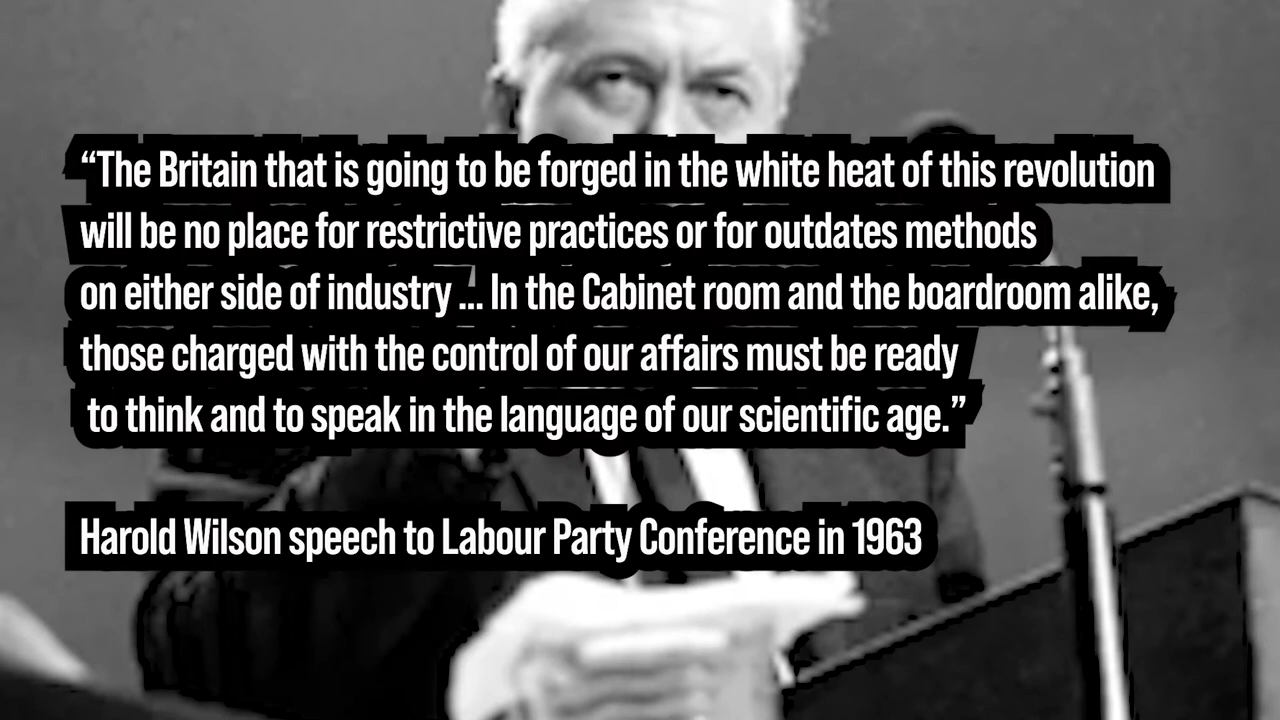 “The Britain that is going to be forged in the white heat of this revolution
will be no place for restrictive practices or for outdates methods
on either side of industry ... In the Cabinet room and the boardroom alike,
those charged with the control of our affairs must be ready
to think and to speak in the language of our scientific age.”
Harold Wilson speech to Labour Party Conference in 1963